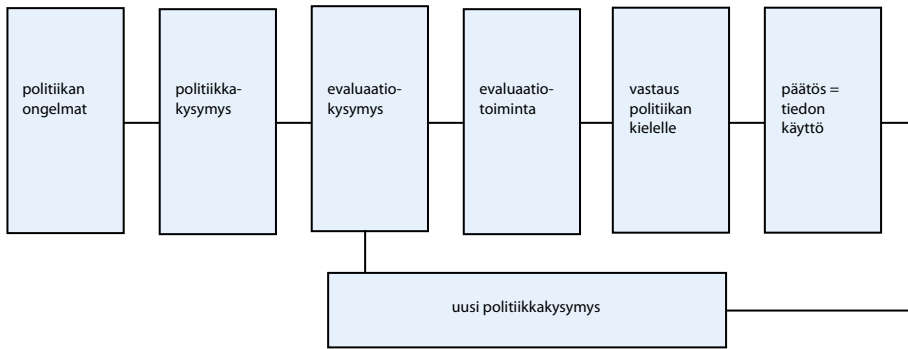 politiikan
ongelmat
politiikka-
kysymys
evaluaatio-
kysymys
evaluaatio-
toiminta
vastaus
politiikan
kielelle
päätös =
tiedon
käyttö
uusi politiikkakysymys